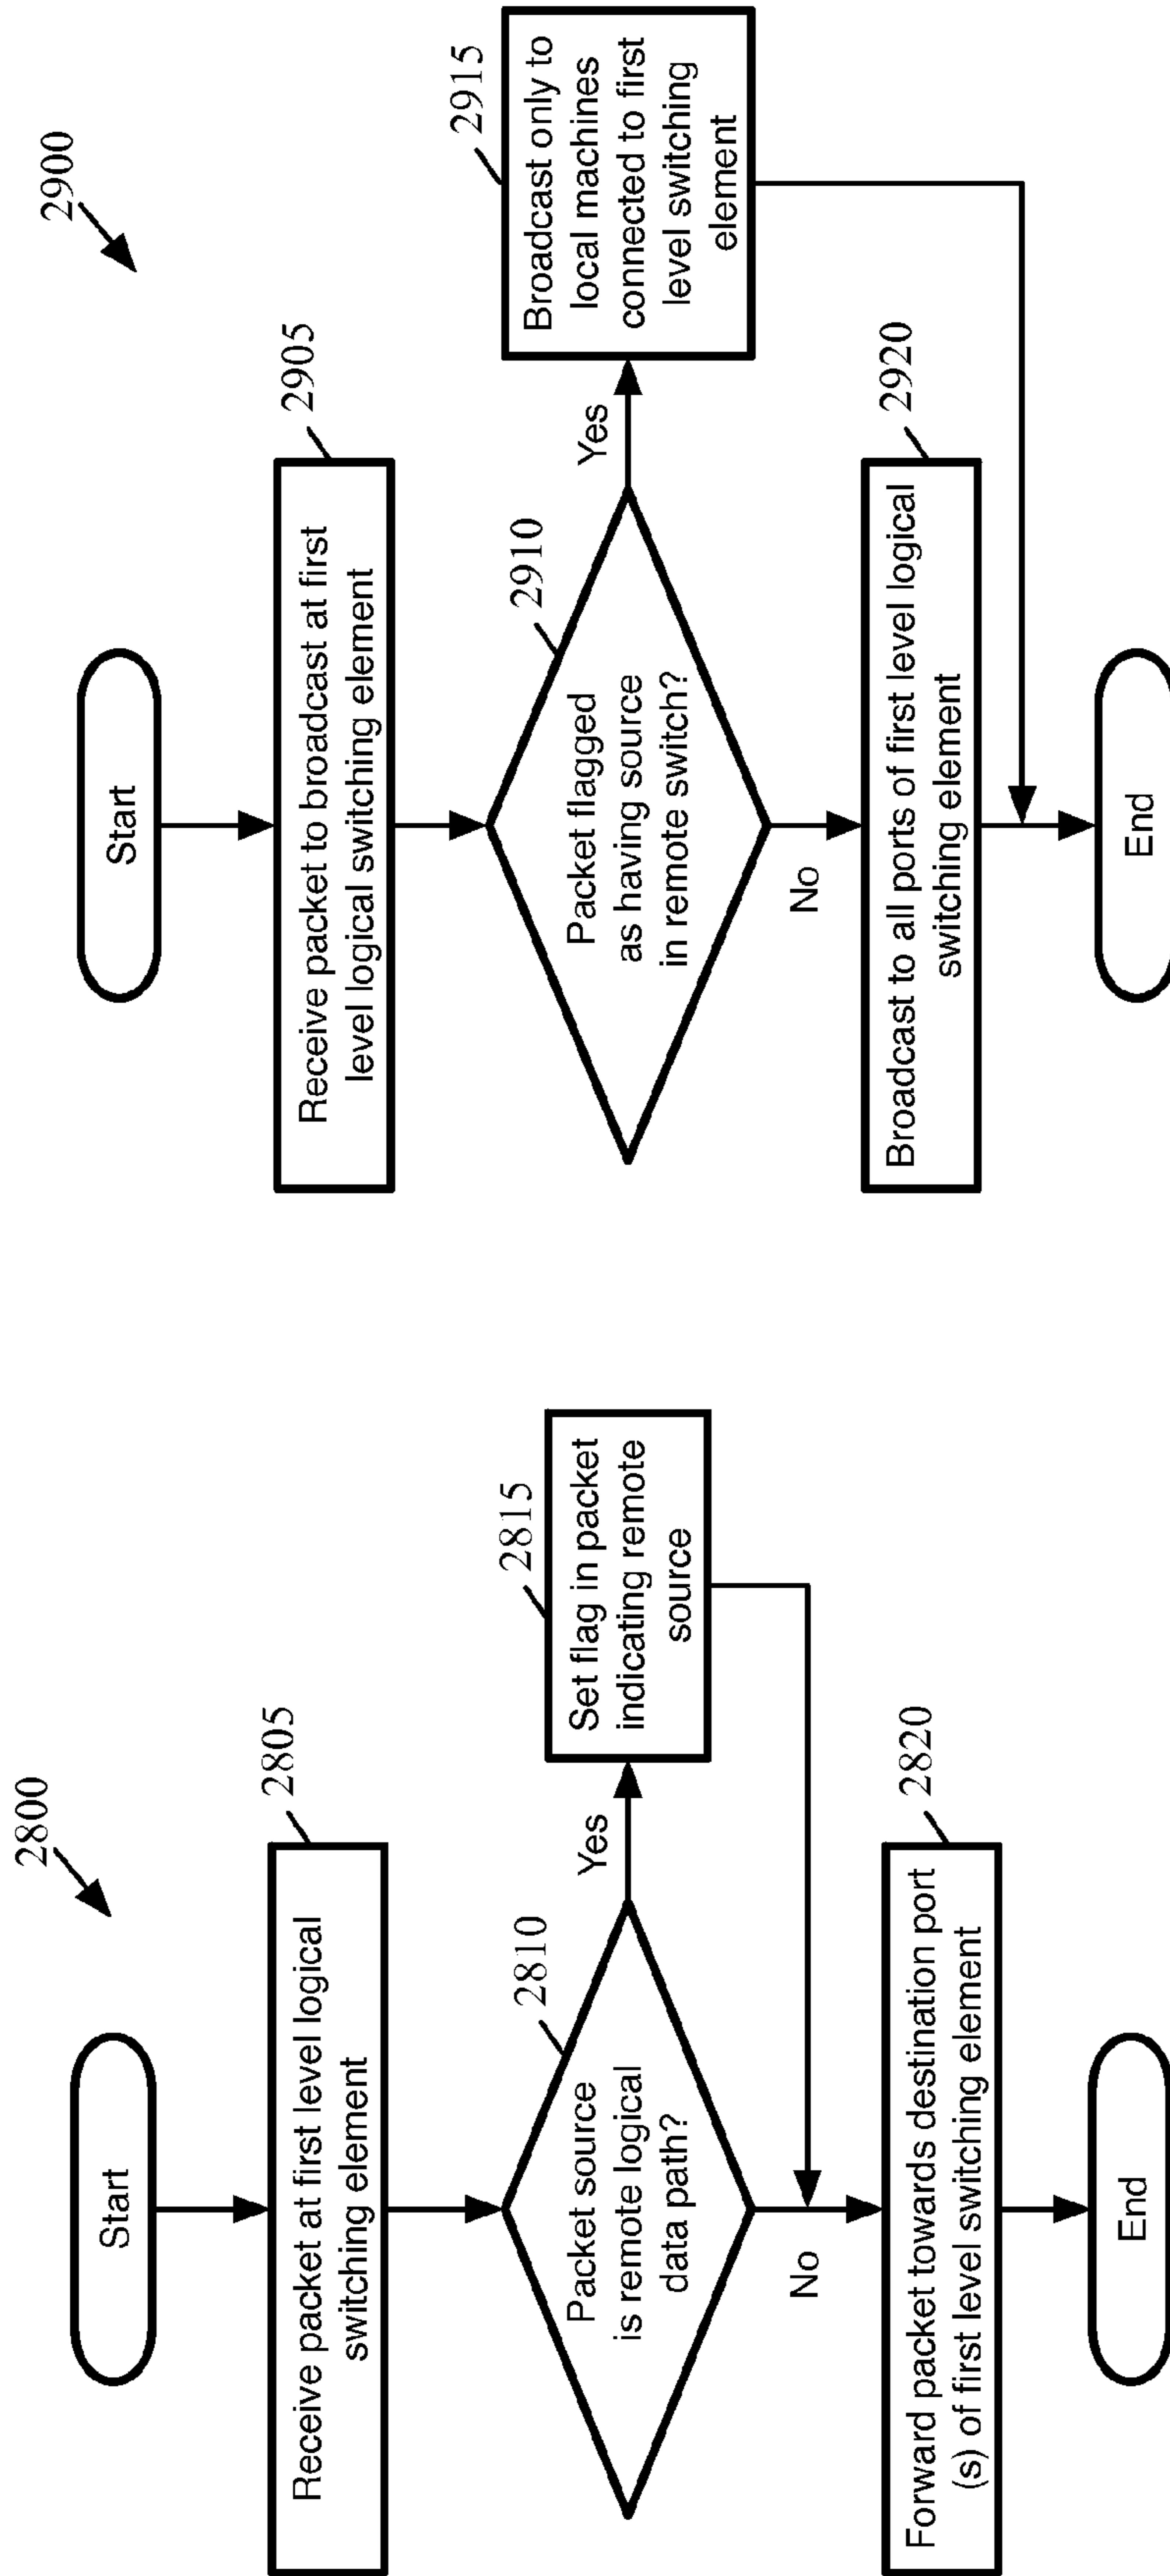 2800
Start
2805
Receive packet at first level logical
switching element
2810
Packet source
is remote logical
data path?
Yes
2815
Set flag in packet
indicating remote
source
No
2820
Forward packet towards destination port
(s) of first level switching element
End
2900
Start
2905
Receive packet to broadcast at first
level logical switching element
2910
Packet flagged
as having source
in remote switch?
Yes
2915
Broadcast only to
local machines
connected to first
level switching
element
No
2920
Broadcast to all ports of first level logical
switching element
End